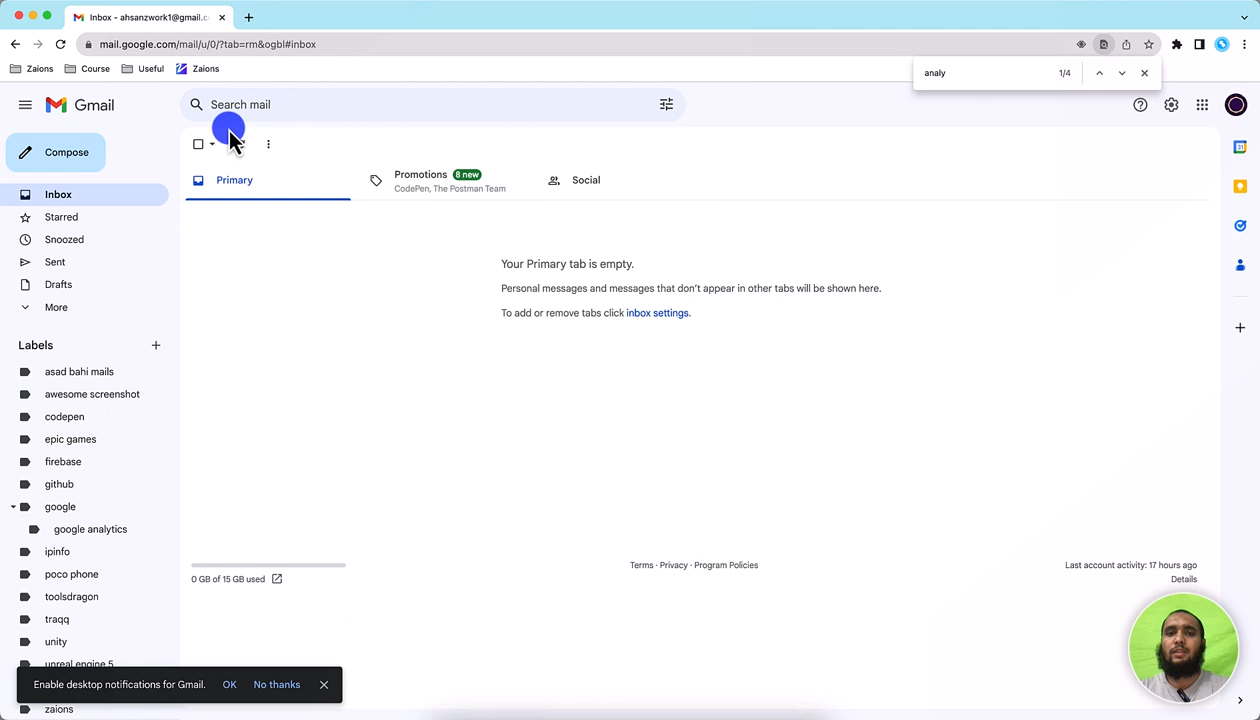 Inbox - ahsanzwork1@gmail.c
mail.google.com/mail/u/0/?tab=rm&ogbl#inbox
Zaions
Course
Useful
Zaions
analy
1/4
Gmail
Search mail
Compose
Inbox
Starred
Snoozed
Sent
Drafts
More
Labels
asad bahi mails
awesome screenshot
codepen
epic games
firebase
github
google
google analytics
ipinfo
poco phone
toolsdragon
traqq
unity
unreal engine 5
zaions
Primary
Promotions
8 new
CodePen, The Postman Team
Social
Your Primary tab is empty.
Personal messages and messages that don't appear in other tabs will be shown here.
To add or remove tabs click inbox settings.
0 GB of 15 GB used
Terms · Privacy · Program Policies
Last account activity: 17 hours ago
Details
Enable desktop notifications for Gmail.
OK
No thanks
31